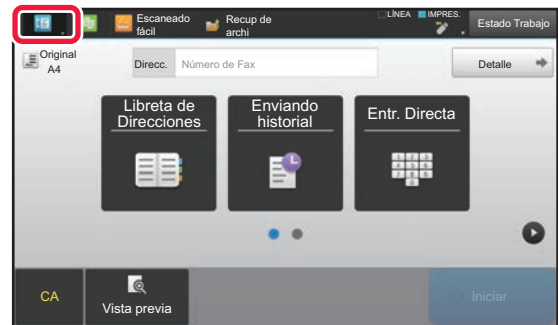 Escaneado
fácil
Recup de
archi
LÍNEA
IMPRES.
Estado Trabajo
Original
A4
Direcc.
Número de Fax
Detalle
Libreta de
Direcciones
Enviando
historial
Entr. Directa
CA
Vista previa
Iniciar